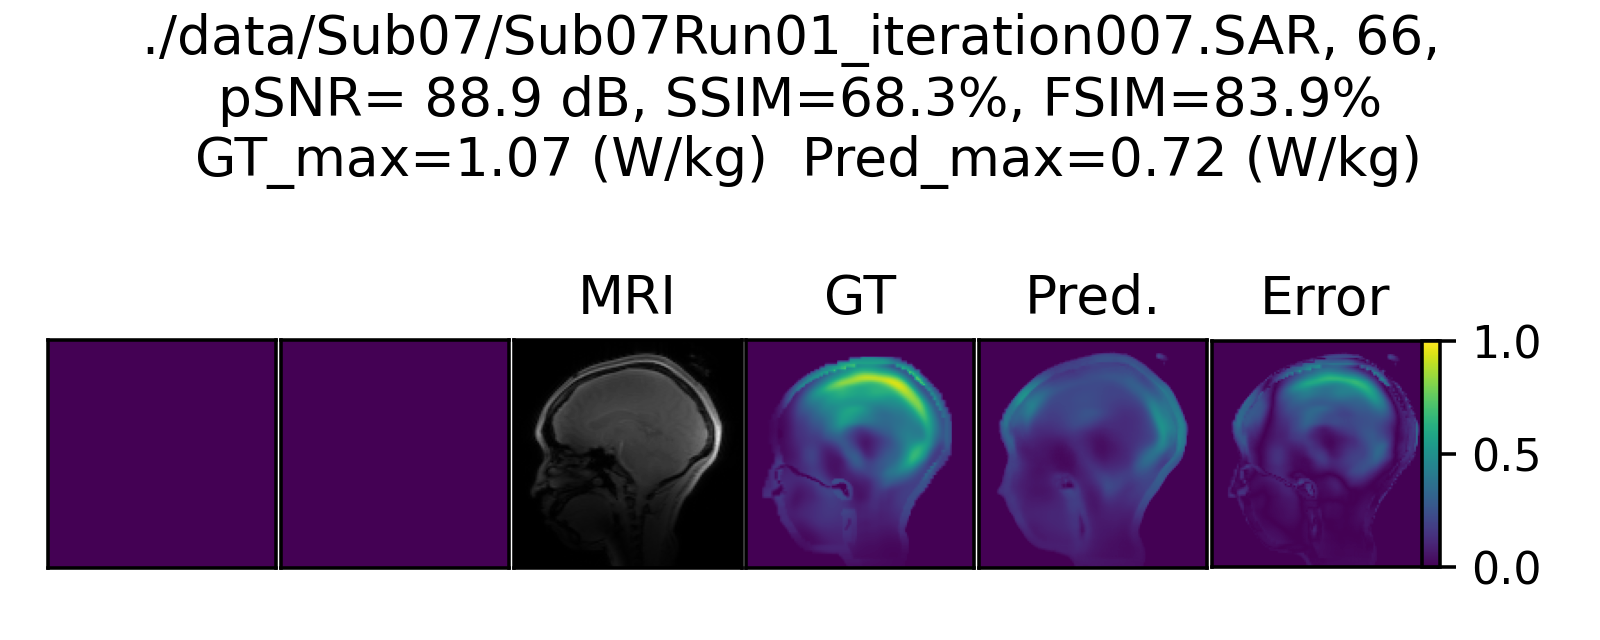 ./data/Sub07/Sub07Run01_iteration007.SAR, 66,
pSNR= 88.9 dB, SSIM=68.3%, FSIM=83.9%
GT_max=1.07 (W/kg)  Pred_max=0.72 (W/kg)
MRI GT Pred. Error
1.0
0.5
0.0